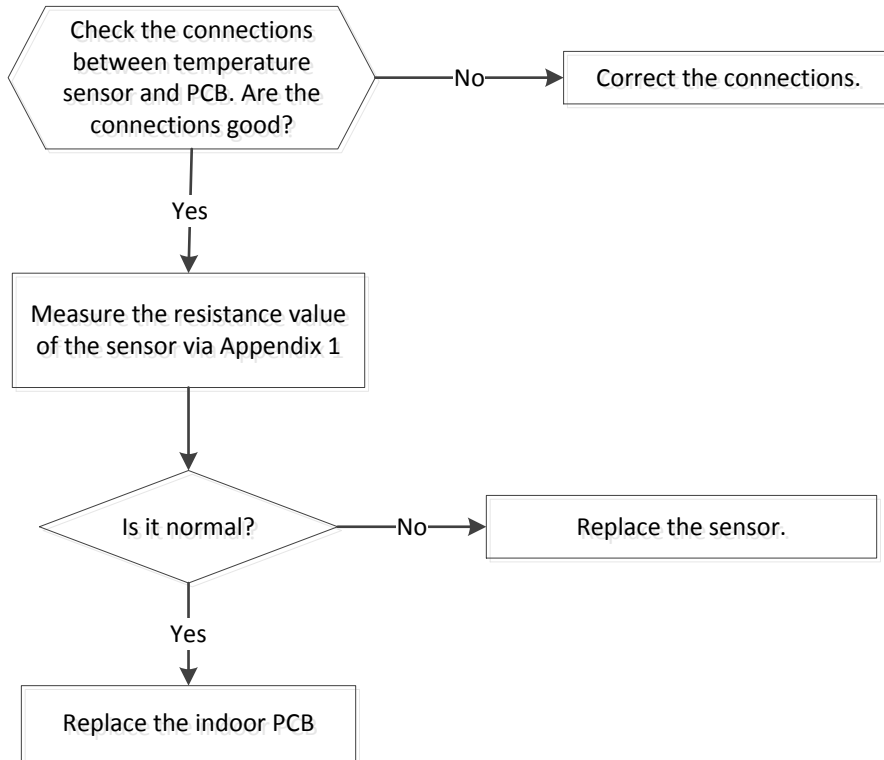 Check the connections
between temperature
sensor and PCB. Are the
connections good?
No
Correct the connections.
Yes
Measure the resistance value
of the sensor via Appendix 1
Is it normal?
No
Replace the sensor.
Yes
Replace the indoor PCB